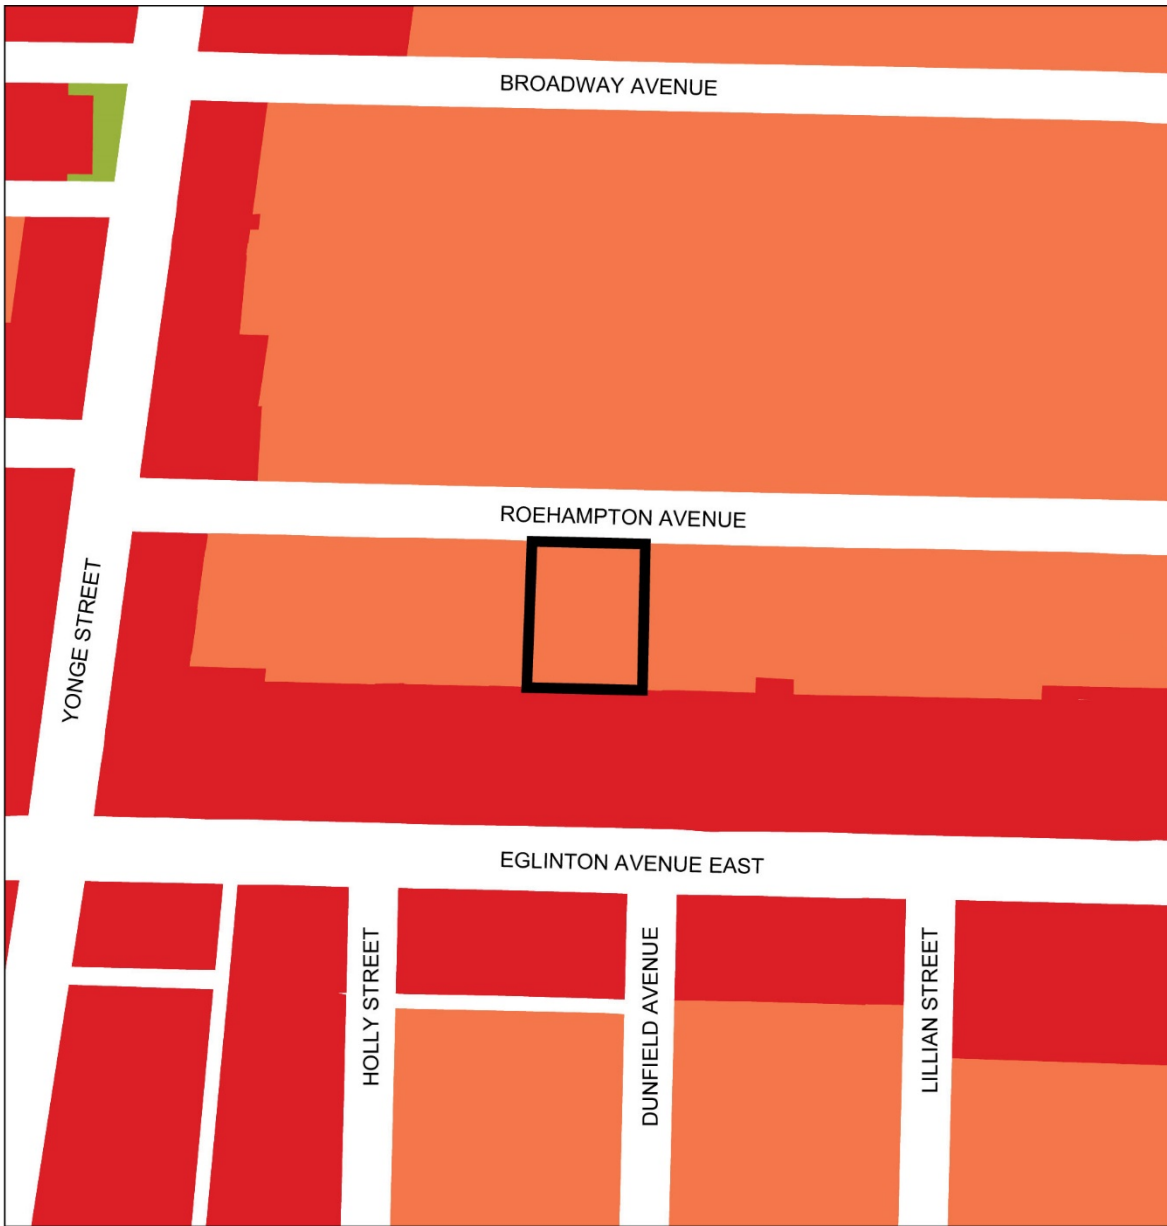 BROADWAY AVENUE
ROEHAMPTON AVENUE
YONGE STREET
EGLINTON AVENUE EAST
HOLLY STREET
DUNFIELD AVENUE
LILLIAN STREET